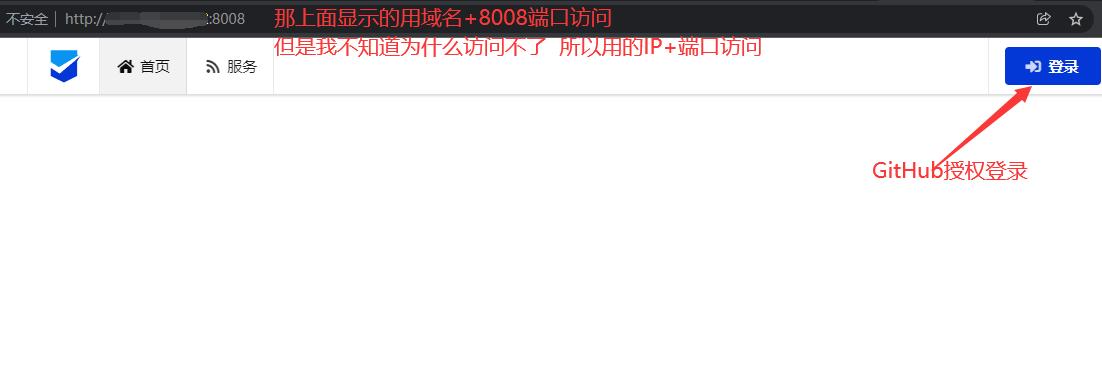 不安全 | http:// :8008
那上面显示的用域名+8008端口访问
但是我不知道为什么访问不了 所以用的IP+端口访问
首页
服务
登录
GitHub授权登录